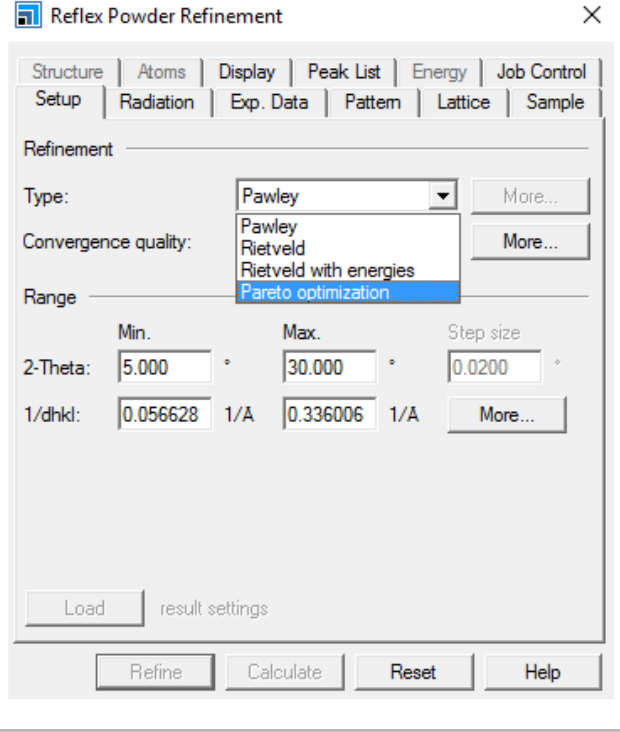 Reflex Powder Refinement
Structure Atoms Display Peak List Energy Job Control
Setup Radiation Exp. Data Pattern Lattice Sample
Refinement
Type: Pawley More...
Pawley
Convergence quality: Rietveld More...
Rietveld with energies
Pareto optimization
Range
Min. Max. Step size
2-Theta: 5.000 ° 30.000 ° 0.0200 °
1/dhkl: 0.056628 1/Å 0.336006 1/Å More...
Load result settings
Refine Calculate Reset Help